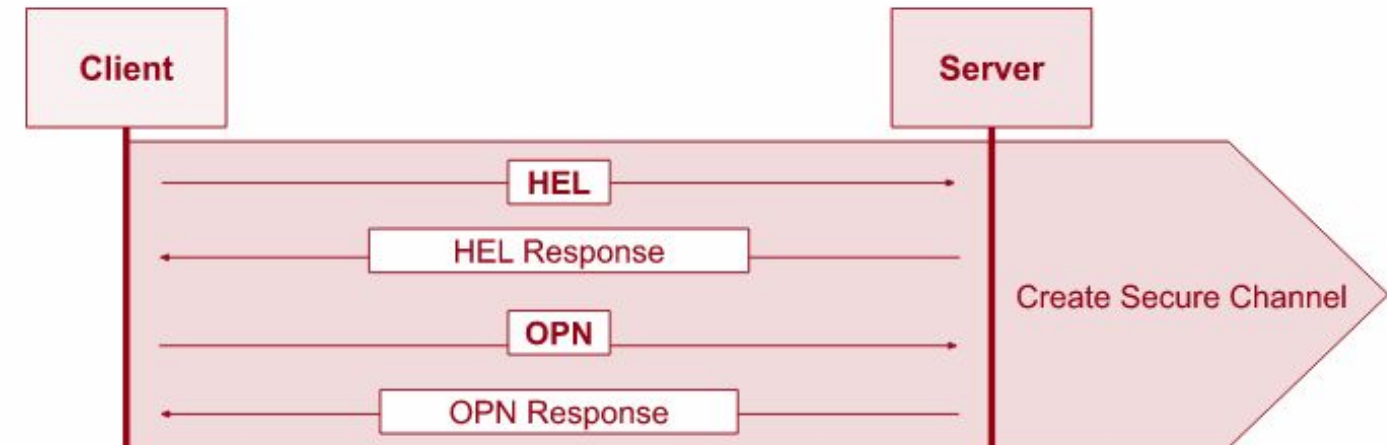 Client
Server
HEL
HEL Response
OPN
OPN Response
Create Secure Channel